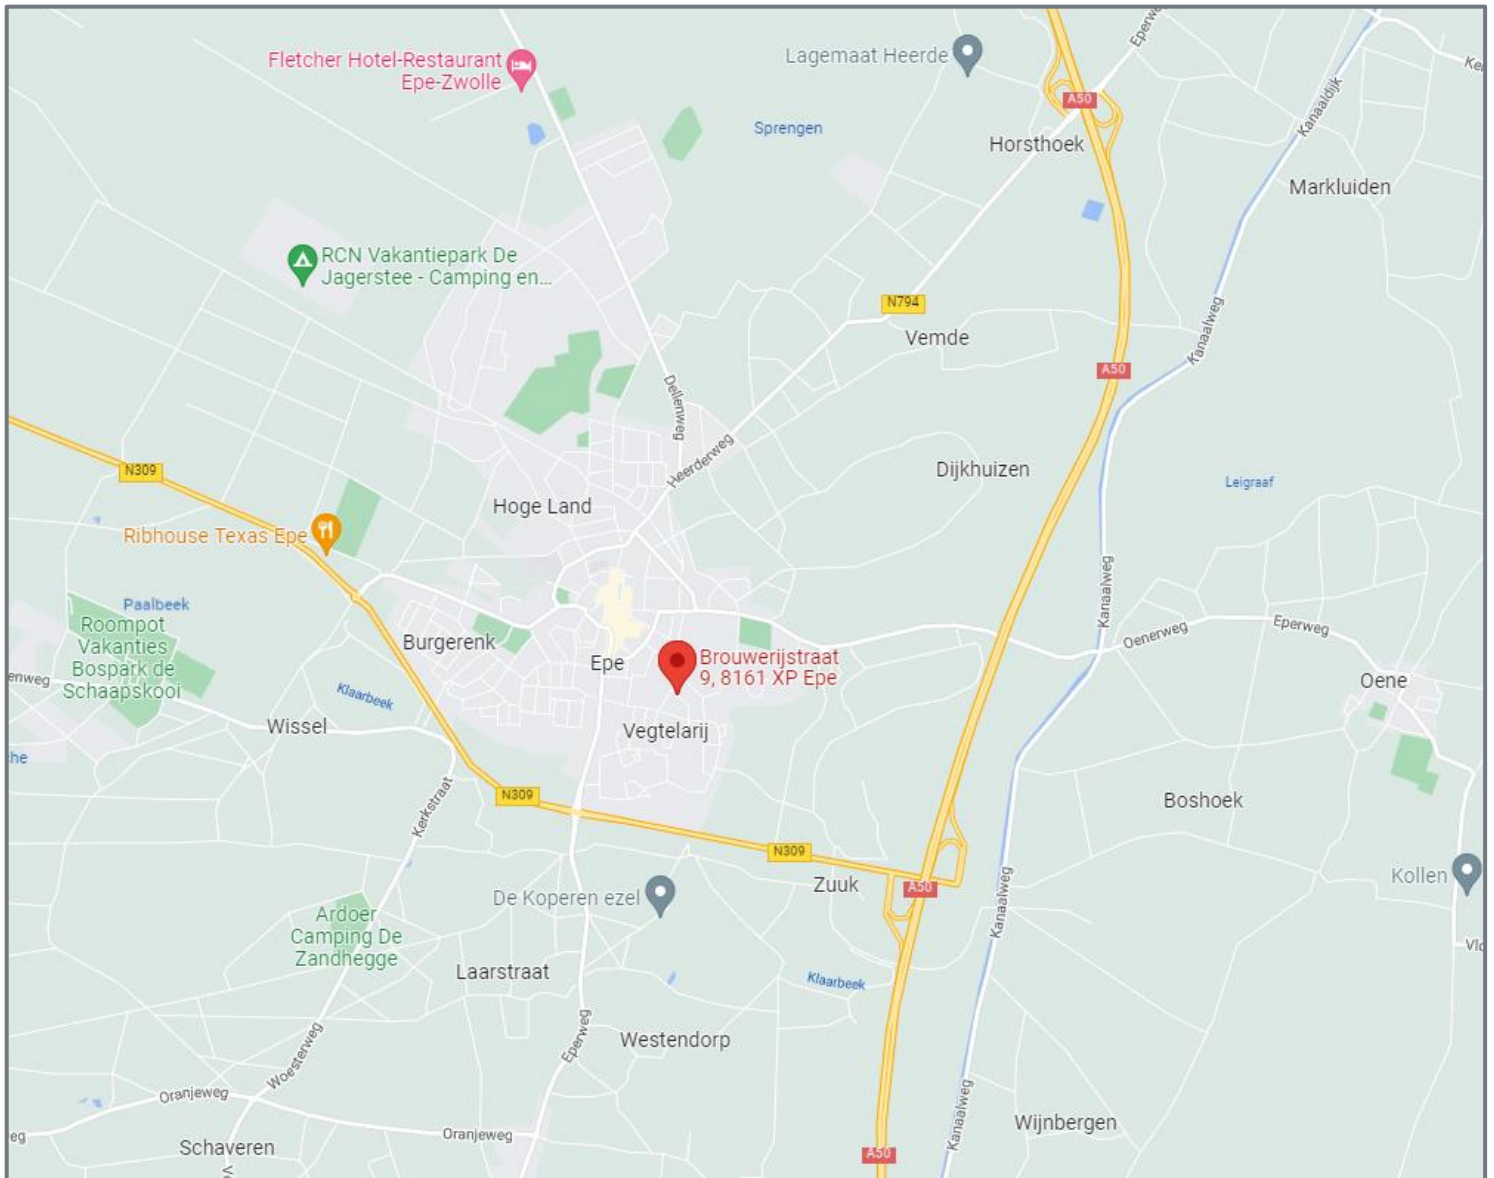 Eperweg
Fletcher Hotel-Restaurant
Epe-Zwolle
Lagemaat Heerde
A50
Kanaaldijk
Sprengen
Horsthoek
Markluiden
RCN Vakantiepark De
Jagerstee - Camping en...
N794
Vemde
Kanaalweg
A50
Dellenweg
Heerderweg
Dijkhuizen
N309
Leigraaf
Hoge Land
Ribhouse Texas Epe
Kanaalweg
Paalbeek
Roompot
Vakanties
Bospark de
Schaapskooi
Burgerenk
Epe
Brouwerijstraat
9, 8161 XP Epe
Oenerweg
Eperweg
Oene
enweg
Klaarbeek
Wissel
Vegtelarij
he
N309
Kerkstraat
Boshoek
N309
Zuuk
A50
Kollen
De Koperen ezel
Kanaalweg
Ardoer
Camping De
Zandhegge
Laarstraat
Klaarbeek
Westendorp
Eperweg
Woesterweg
Oranjeweg
Oranjeweg
eg
Schaveren
Kanaalweg
Wijnbergen
A50